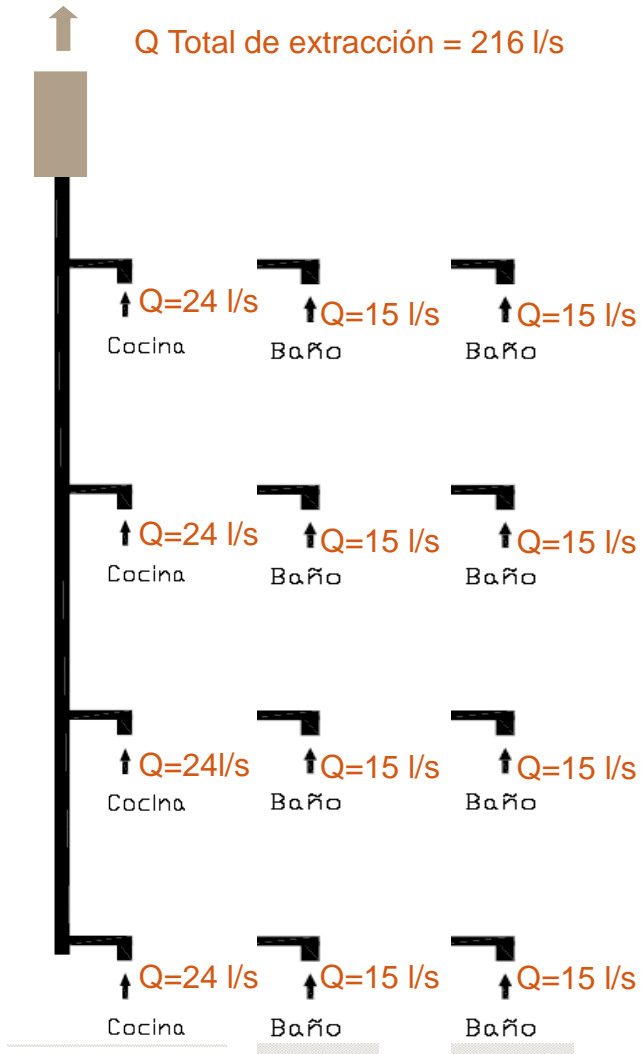 Q Total de extracción = 216 l/s
Q=24 l/s Q=15 l/s Q=15 l/s
Cocina Baño Baño
Q=24 l/s Q=15 l/s Q=15 l/s
Cocina Baño Baño
Q=24l/s Q=15 l/s Q=15 l/s
Cocina Baño Baño
Q=24 l/s Q=15 l/s Q=15 l/s
Cocina Baño Baño